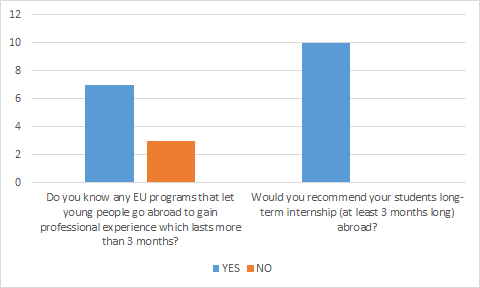 12
10
8
6
4
2
0
Do you know any EU programs that let
young people go abroad to gain
professional experience which lasts more
than 3 months?
Would you recommend your students long-
term internship (at least 3 months long)
abroad?
YES NO